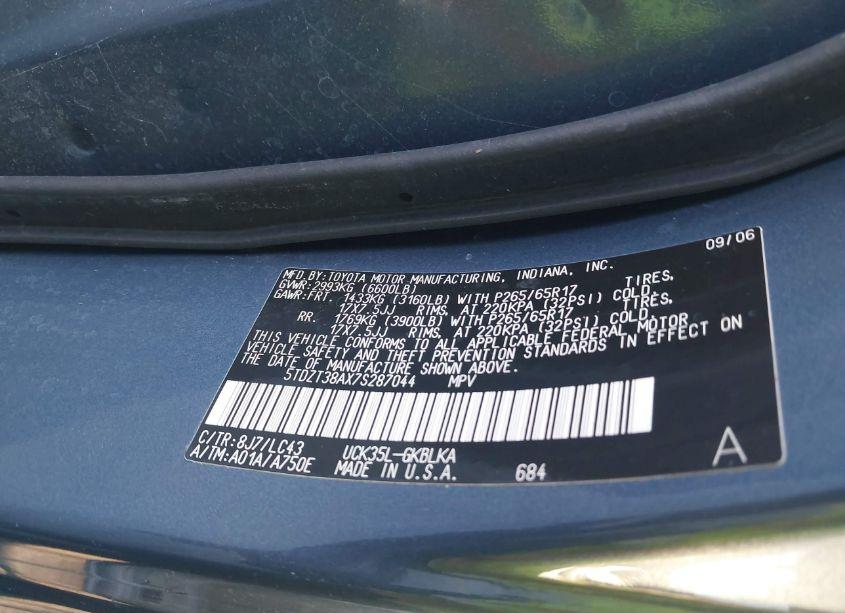 09/06
MFD. BY: TOYOTA MOTOR MANUFACTURING, INDIANA, INC.
GVWR: 2993KG (6600LB)
GAWR: FRT. 1433KG (3160LB) WITH P265/65R17 TIRES,
17X7.5JJ RIMS, AT 220KPA (32PSI) COLD.
RR. 1769KG (3900LB) WITH P265/65R17 TIRES,
17X7.5JJ RIMS, AT 220KPA (32PSI) COLD.
THIS VEHICLE CONFORMS TO ALL APPLICABLE FEDERAL MOTOR
VEHICLE SAFETY AND THEFT PREVENTION STANDARDS IN EFFECT ON
THE DATE OF MANUFACTURE SHOWN ABOVE.
5TDZT38AX7S287044 MPV
C/TR: 8J7/LC43 UCK35L-GKBLKA
A/TM: A01A/A750E MADE IN U.S.A. 684 A